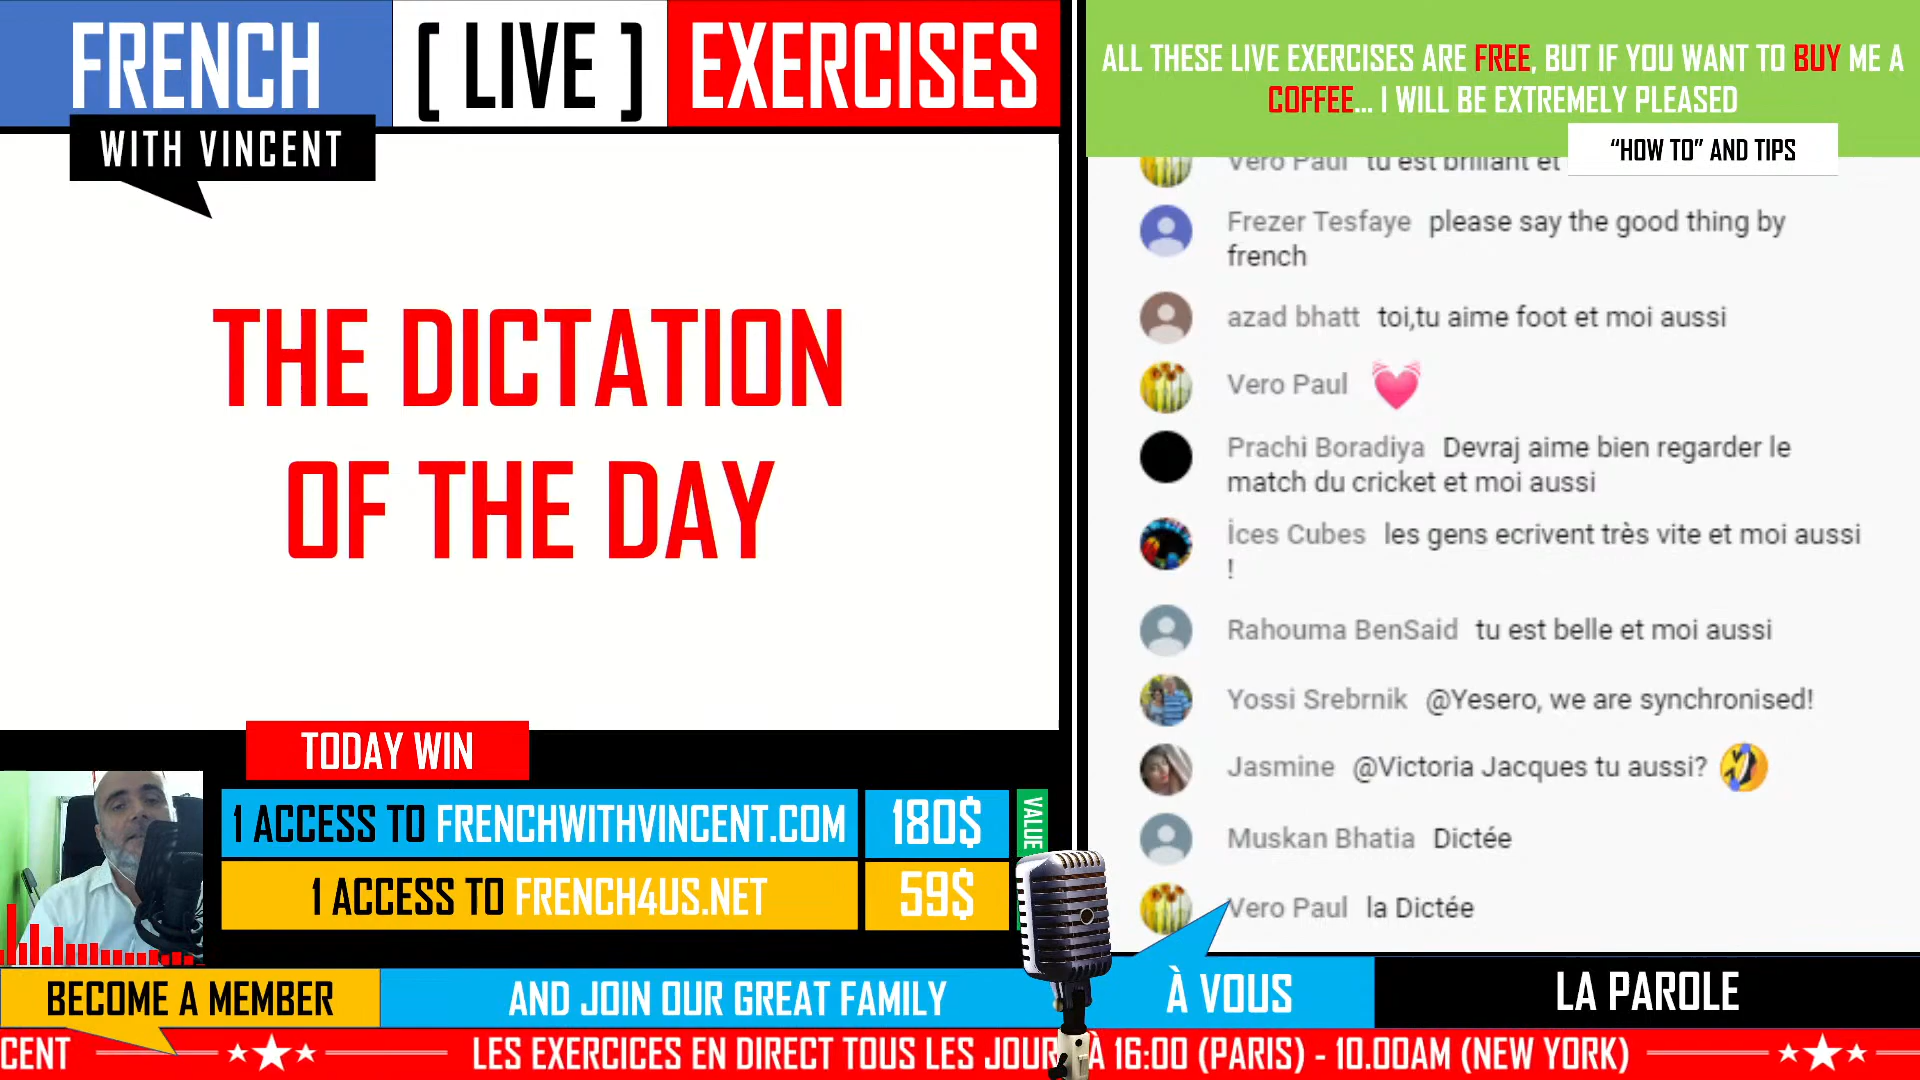 FRENCH [ LIVE ] EXERCISES
WITH VINCENT
THE DICTATION
OF THE DAY
TODAY WIN
1 ACCESS TO FRENCHWITHVINCENT.COM 180$
VALUE
1 ACCESS TO FRENCH4US.NET 59$
BECOME A MEMBER AND JOIN OUR GREAT FAMILY
ALL THESE LIVE EXERCISES ARE FREE, BUT IF YOU WANT TO BUY ME A
COFFEE... I WILL BE EXTREMELY PLEASED
“HOW TO” AND TIPS
Vero Paul tu est brillant et
Frezer Tesfaye please say the good thing by
french
azad bhatt toi,tu aime foot et moi aussi
Vero Paul
Prachi Boradiya Devraj aime bien regarder le
match du cricket et moi aussi
İces Cubes les gens ecrivent très vite et moi aussi
!
Rahouma BenSaid tu est belle et moi aussi
Yossi Srebrnik @Yesero, we are synchronised!
Jasmine @Victoria Jacques tu aussi?
Muskan Bhatia Dictée
Vero Paul la Dictée
À VOUS LA PAROLE
CENT LES EXERCICES EN DIRECT TOUS LES JOUR À 16:00 (PARIS) - 10.00AM (NEW YORK)